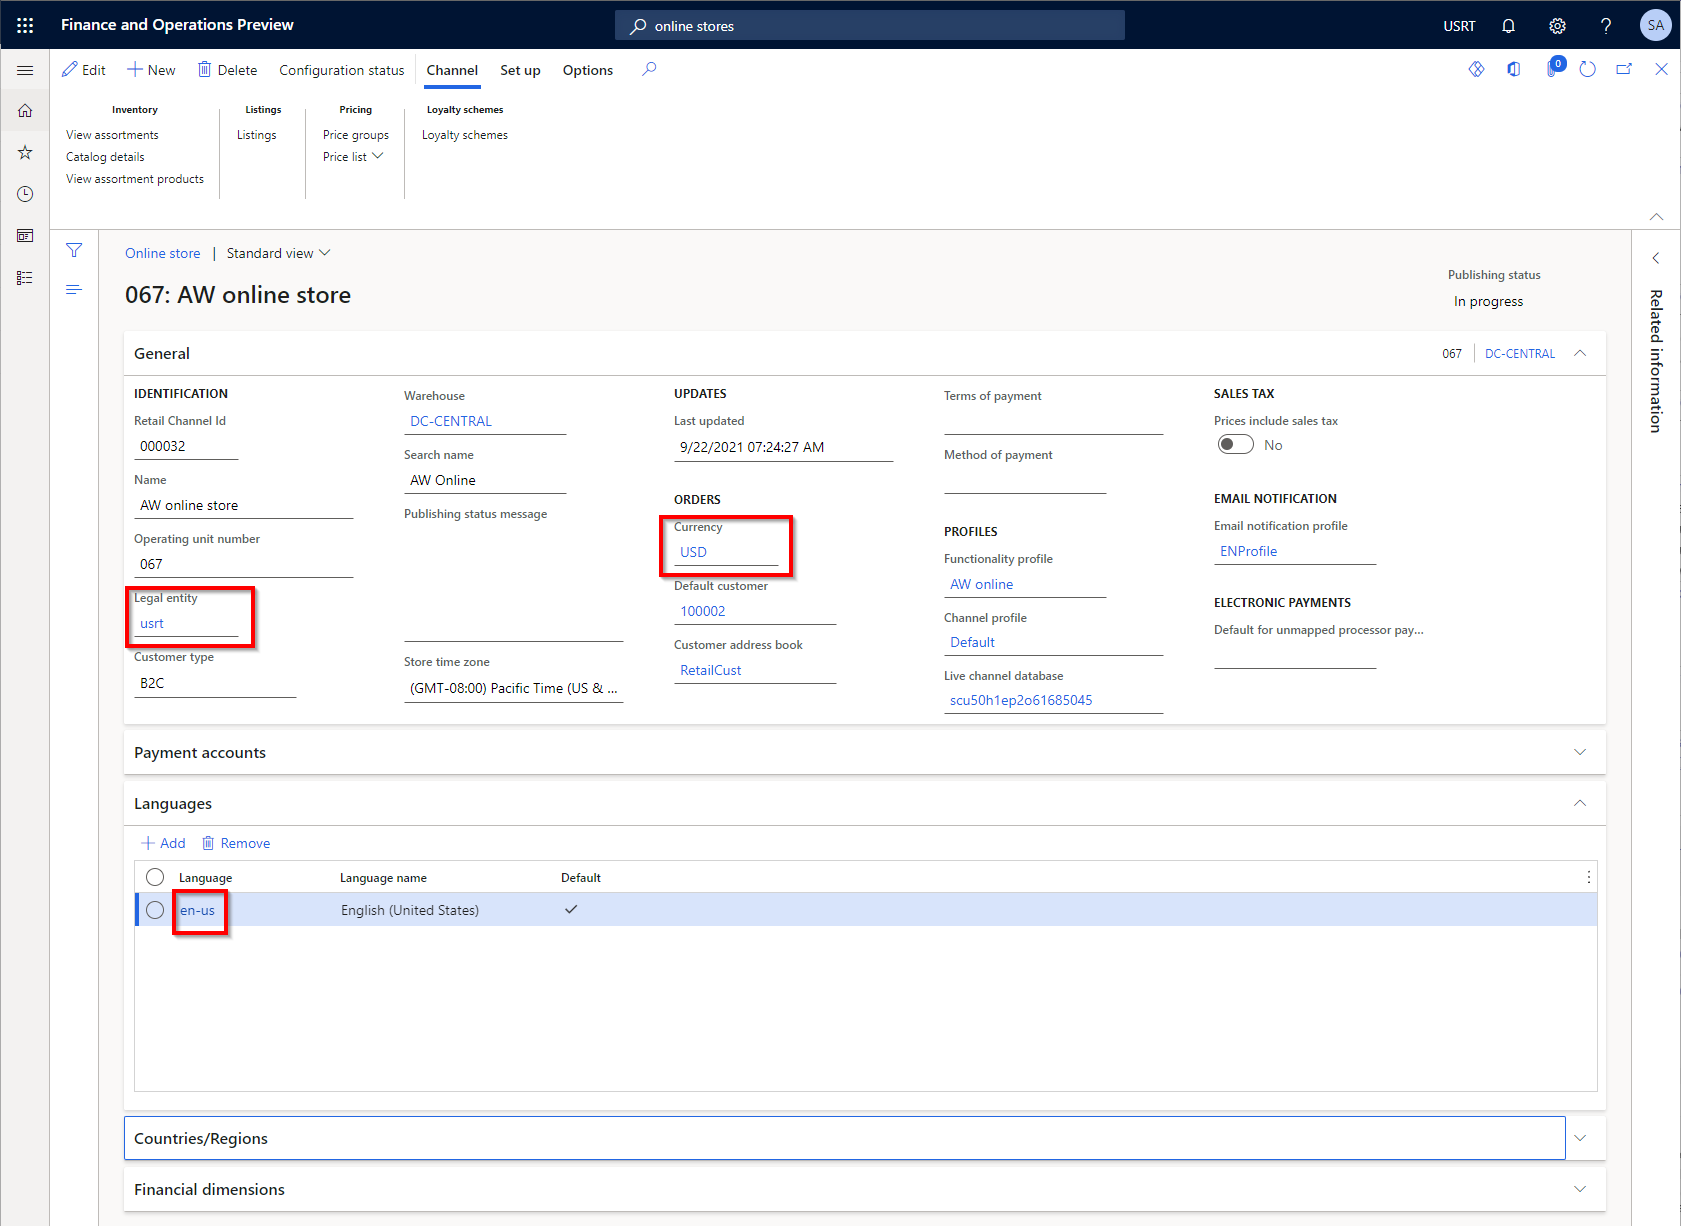 Finance and Operations Preview
online stores
USRT
?
SA
Edit
New
Delete
Configuration status
Channel
Set up
Options
0
Inventory
View assortments
Catalog details
View assortment products
Listings
Listings
Pricing
Price groups
Price list
Loyalty schemes
Loyalty schemes
Online store | Standard view
067: AW online store
Publishing status
In progress
Related information
General
067
DC-CENTRAL
IDENTIFICATION
Retail Channel Id
000032
Name
AW online store
Operating unit number
067
Legal entity
usrt
Customer type
B2C
Warehouse
DC-CENTRAL
Search name
AW Online
Publishing status message
Store time zone
(GMT-08:00) Pacific Time (US & ...
UPDATES
Last updated
9/22/2021 07:24:27 AM
ORDERS
Currency
USD
Default customer
100002
Customer address book
RetailCust
Terms of payment
Method of payment
PROFILES
Functionality profile
AW online
Channel profile
Default
Live channel database
scu50h1ep2o61685045
SALES TAX
Prices include sales tax
No
EMAIL NOTIFICATION
Email notification profile
ENProfile
ELECTRONIC PAYMENTS
Default for unmapped processor pay...
Payment accounts
Languages
Add
Remove
Language
Language name
Default
en-us
English (United States)
Countries/Regions
Financial dimensions